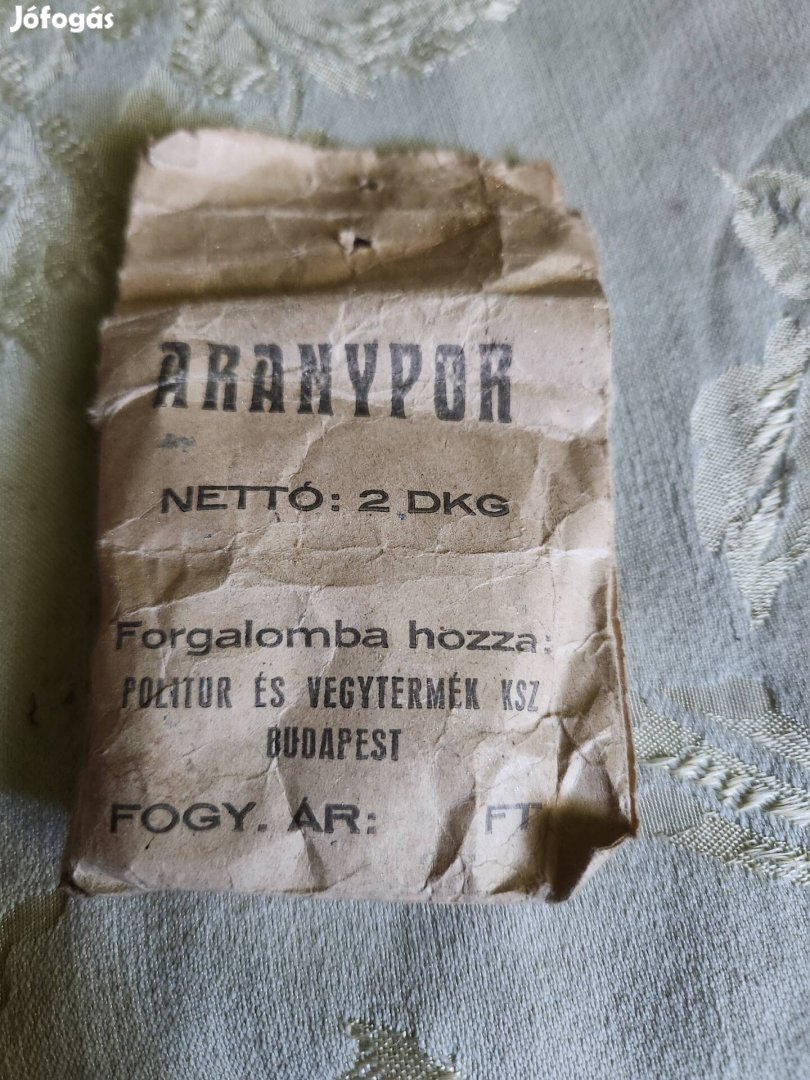 Jófogás
ARANYPOR
NETTÓ: 2 DKG
Forgalomba hozza:
POLITUR ÉS VEGYTERMÉK KSZ
BUDAPEST
FOGY. ÁR: FT